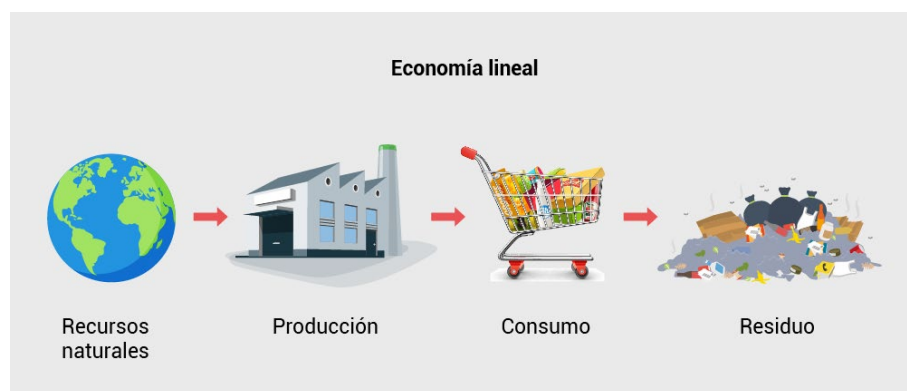 Economía lineal
Recursos
naturales
Producción
Consumo
Residuo